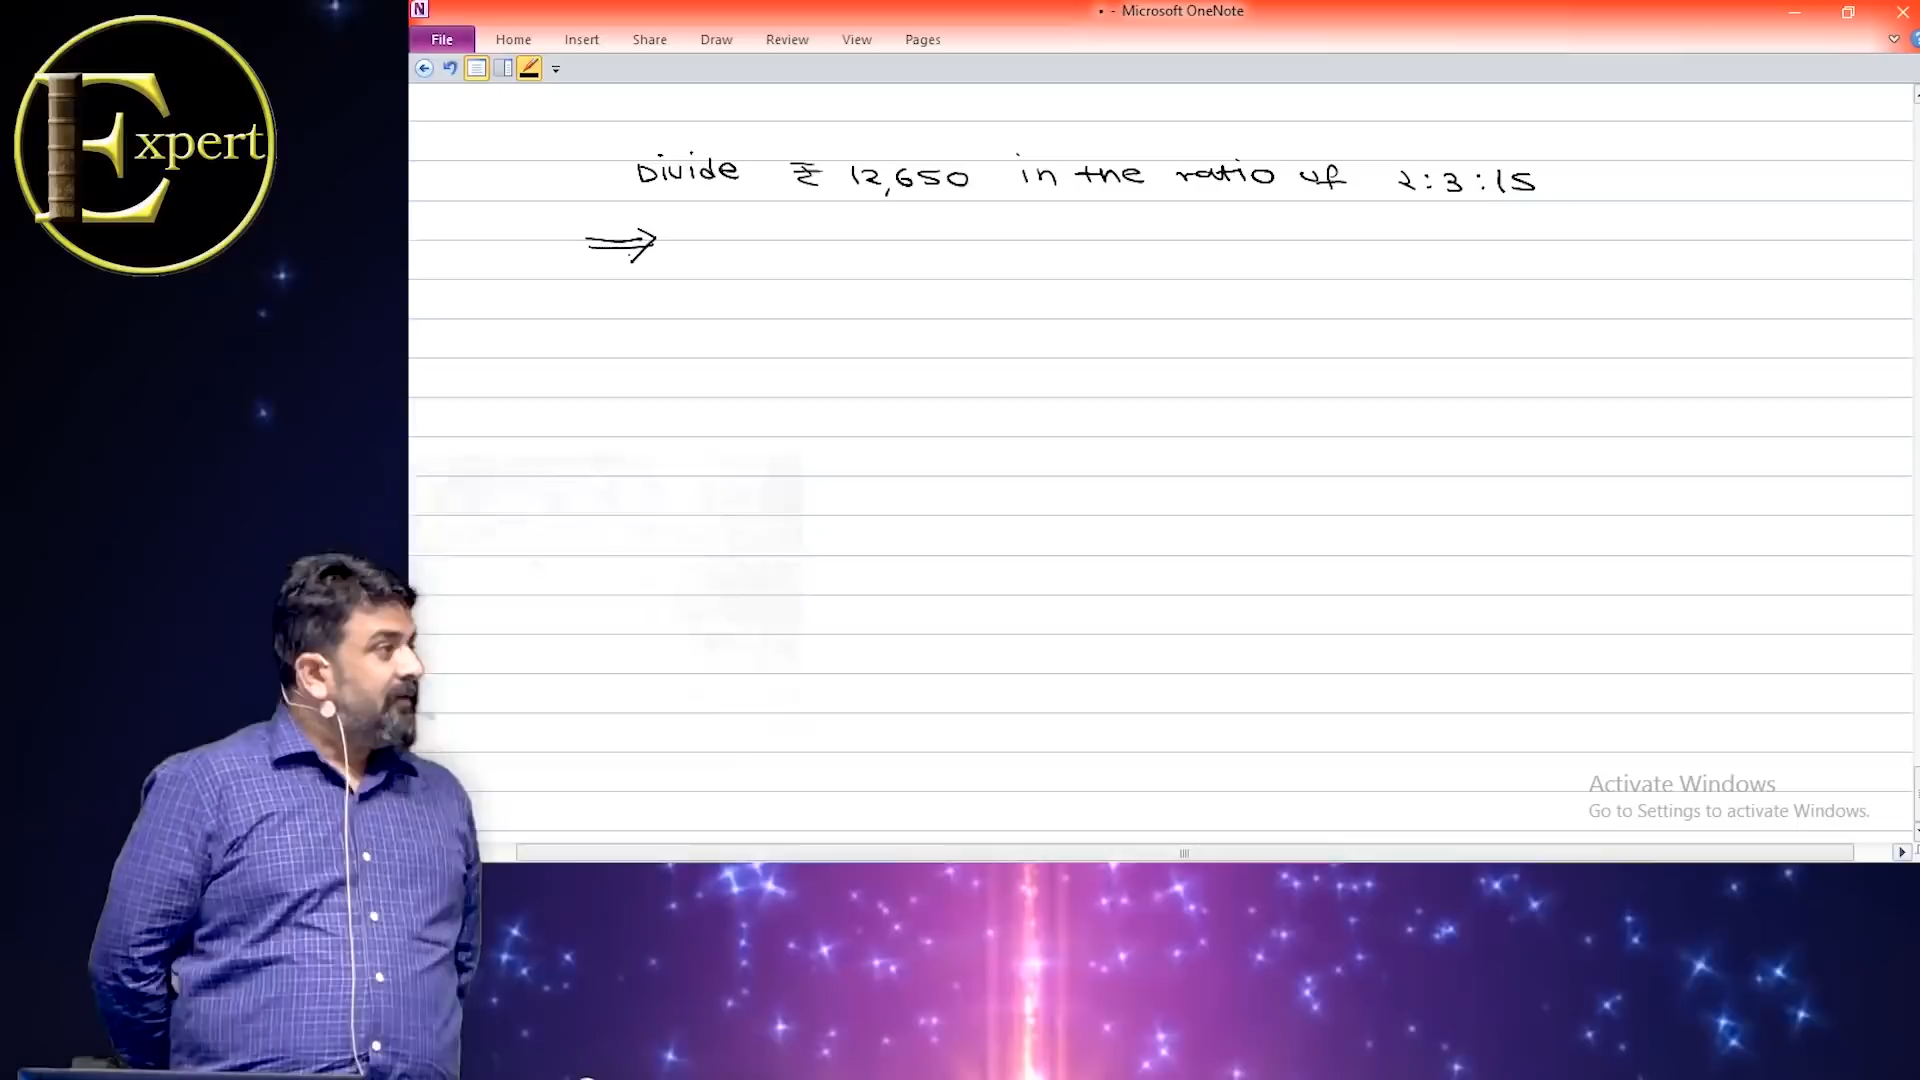 Expert
- Microsoft OneNote
File Home Insert Share Draw Review View Pages
Divide ₹ 12,650 in the ratio of 2:3:15
⇒
Activate Windows
Go to Settings to activate Windows.